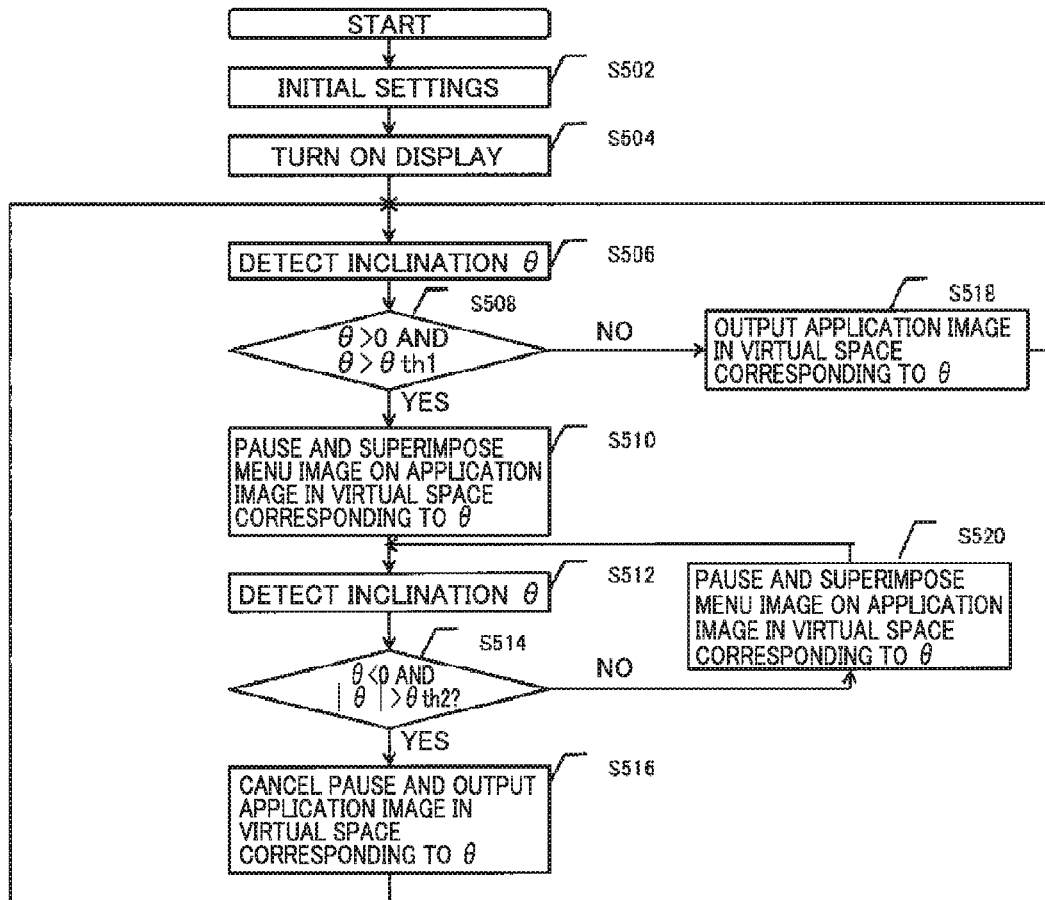 START
S502
INITIAL SETTINGS
S504
TURN ON DISPLAY
S506
DETECT INCLINATION θ
S508
θ>0 AND
θ>θth1
NO
S518
OUTPUT APPLICATION IMAGE
IN VIRTUAL SPACE
CORRESPONDING TO θ
YES
S510
PAUSE AND SUPERIMPOSE
MENU IMAGE ON APPLICATION
IMAGE IN VIRTUAL SPACE
CORRESPONDING TO θ
S512
DETECT INCLINATION θ
S520
PAUSE AND SUPERIMPOSE
MENU IMAGE ON APPLICATION
IMAGE IN VIRTUAL SPACE
CORRESPONDING TO θ
S514
θ<0 AND
|θ|>θth2?
NO
YES
S516
CANCEL PAUSE AND OUTPUT
APPLICATION IMAGE IN
VIRTUAL SPACE
CORRESPONDING TO θ